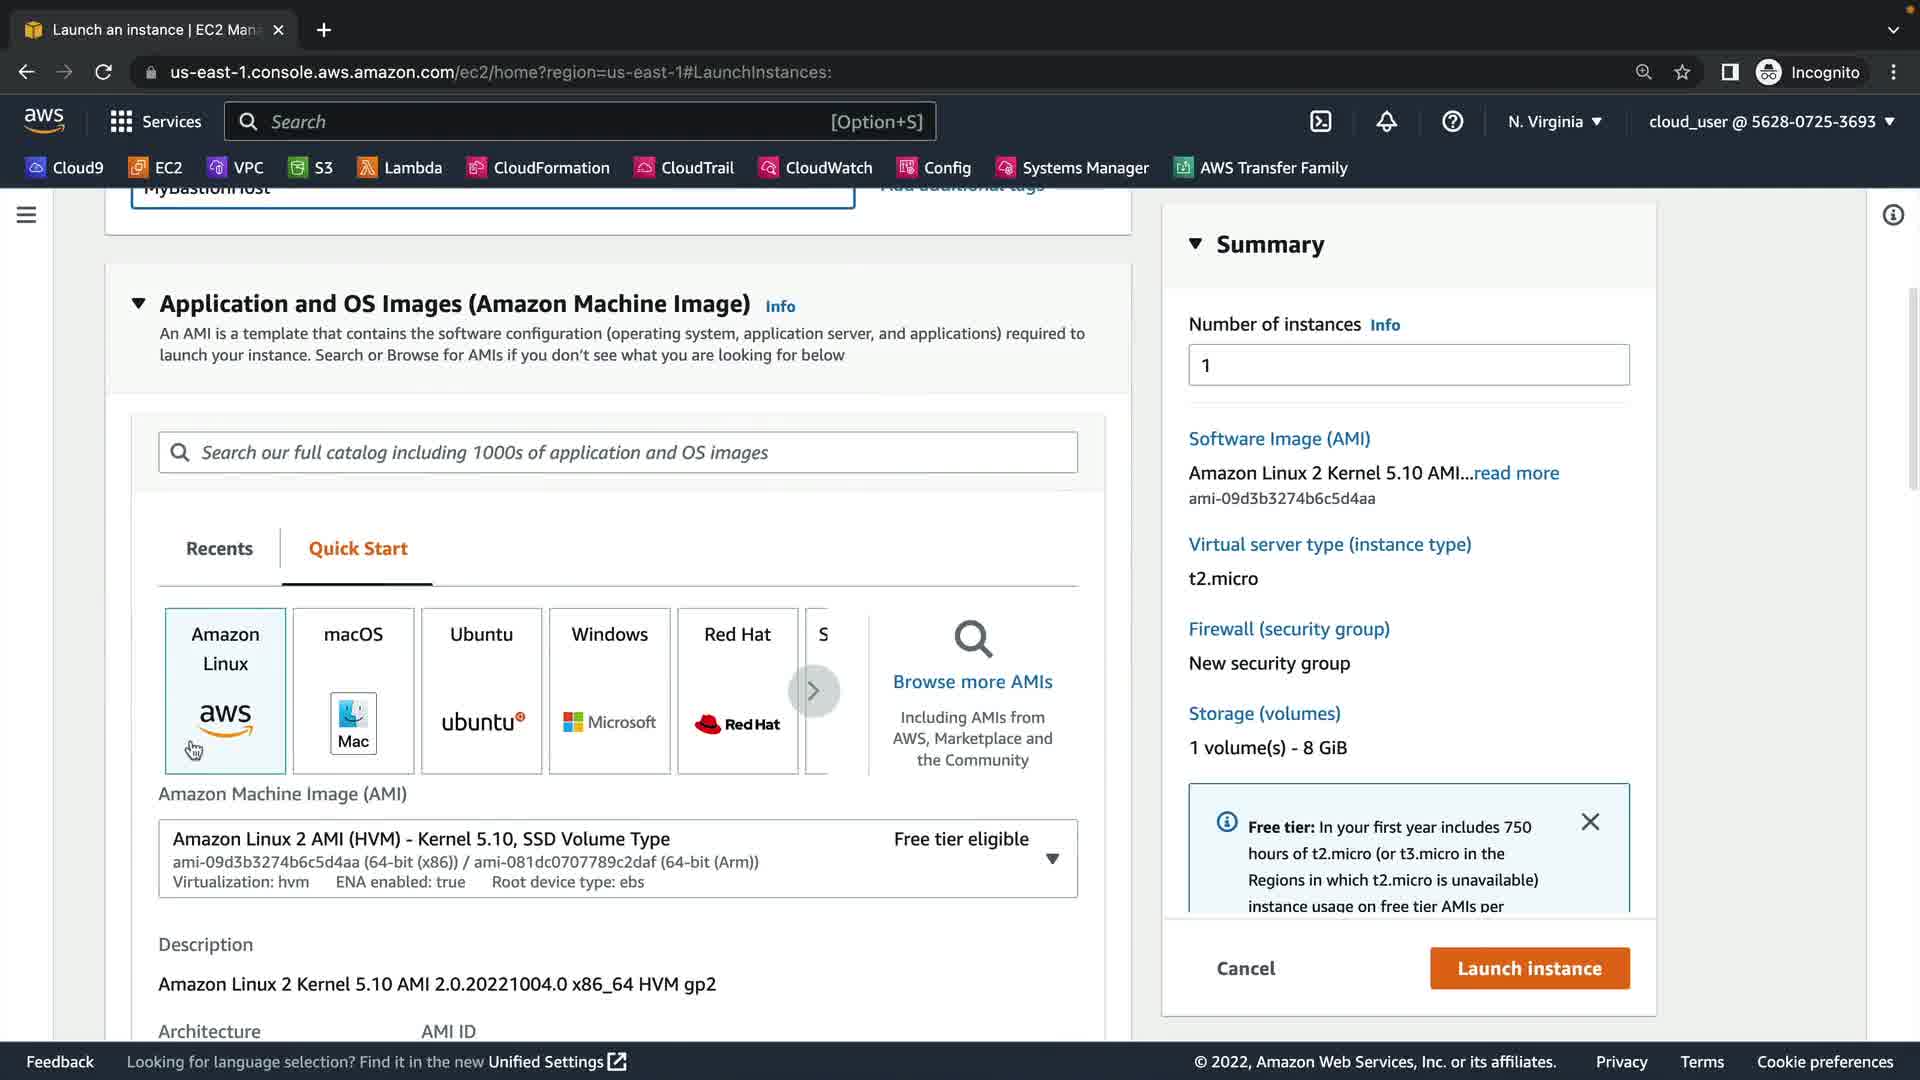 Launch an instance | EC2 Mana
us-east-1.console.aws.amazon.com/ec2/home?region=us-east-1#LaunchInstances:
Incognito
aws
Services
Search
[Option+S]
N. Virginia
cloud_user @ 5628-0725-3693
Cloud9
EC2
VPC
S3
Lambda
CloudFormation
CloudTrail
CloudWatch
Config
Systems Manager
AWS Transfer Family
MyBastionHost
Add additional tags
Application and OS Images (Amazon Machine Image) Info
An AMI is a template that contains the software configuration (operating system, application server, and applications) required to
launch your instance. Search or Browse for AMIs if you don’t see what you are looking for below
Search our full catalog including 1000s of application and OS images
Recents
Quick Start
Amazon
Linux
aws
macOS
Mac
Ubuntu
ubuntu
Windows
Microsoft
Red Hat
Red Hat
S
Browse more AMIs
Including AMIs from
AWS, Marketplace and
the Community
Amazon Machine Image (AMI)
Amazon Linux 2 AMI (HVM) - Kernel 5.10, SSD Volume Type
Free tier eligible
ami-09d3b3274b6c5d4aa (64-bit (x86)) / ami-081dc0707789c2daf (64-bit (Arm))
Virtualization: hvm ENA enabled: true Root device type: ebs
Description
Amazon Linux 2 Kernel 5.10 AMI 2.0.20221004.0 x86_64 HVM gp2
Architecture
AMI ID
Summary
Number of instances Info
1
Software Image (AMI)
Amazon Linux 2 Kernel 5.10 AMI...read more
ami-09d3b3274b6c5d4aa
Virtual server type (instance type)
t2.micro
Firewall (security group)
New security group
Storage (volumes)
1 volume(s) - 8 GiB
Free tier: In your first year includes 750
hours of t2.micro (or t3.micro in the
Regions in which t2.micro is unavailable)
instance usage on free tier AMIs per
Cancel
Launch instance
Feedback
Looking for language selection? Find it in the new Unified Settings
© 2022, Amazon Web Services, Inc. or its affiliates.
Privacy
Terms
Cookie preferences